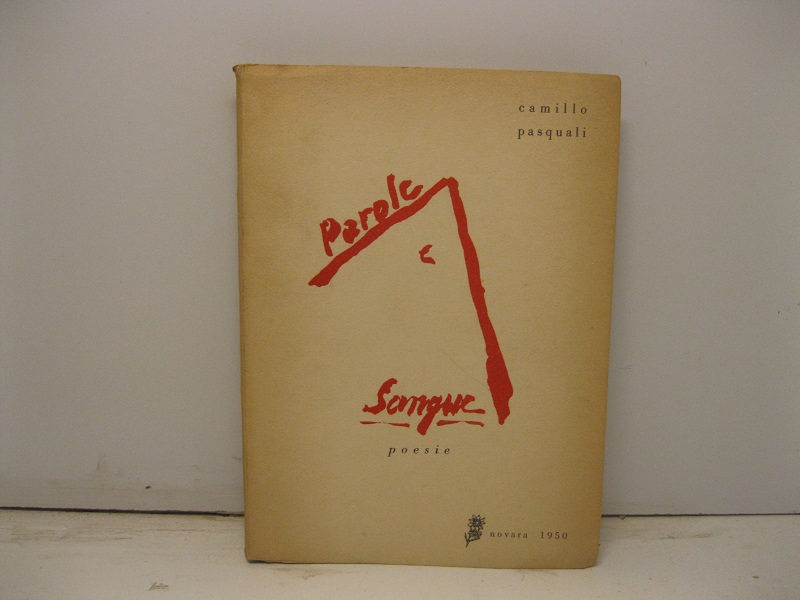 camillo
pasquali
Parole
e
Sangue
poesie
novara 1950